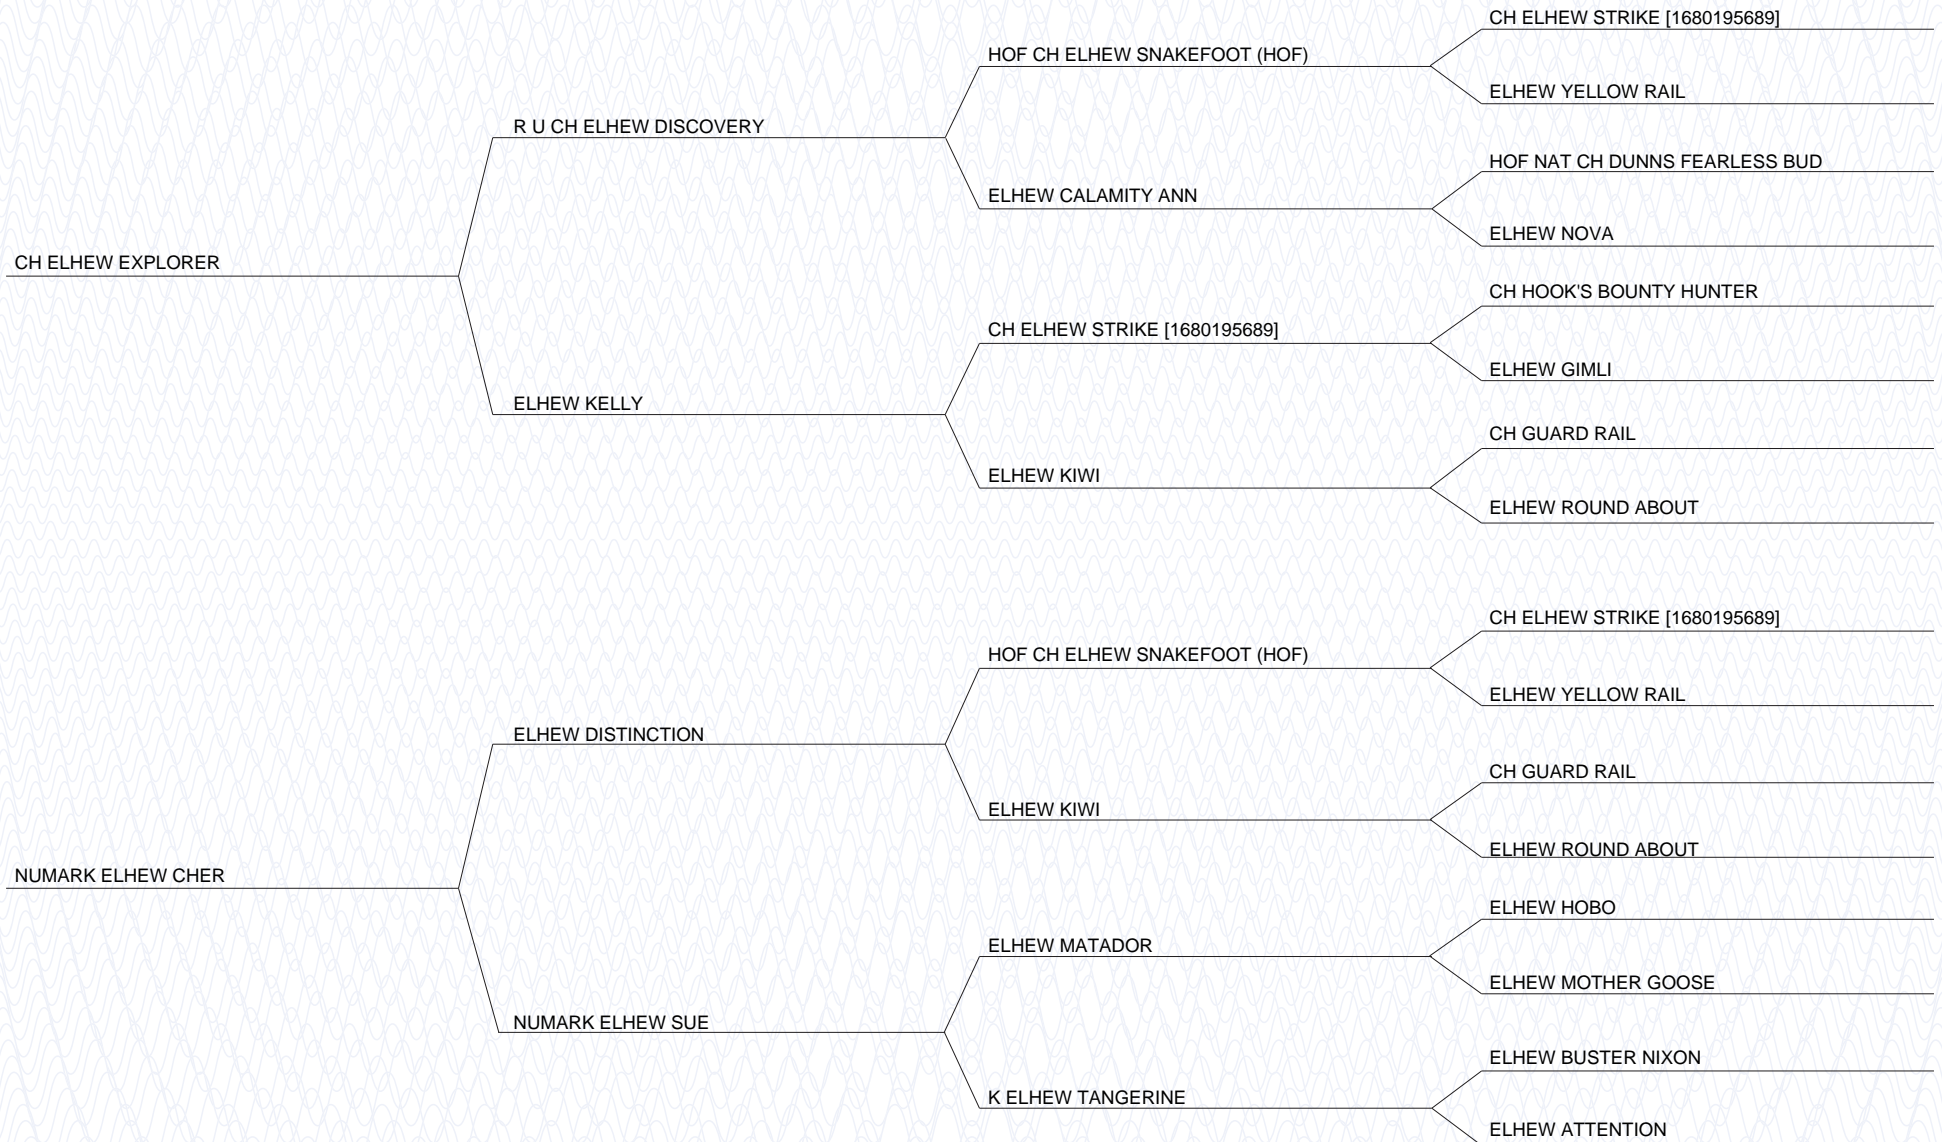 CH ELHEW STRIKE [1680195689]
HOF CH ELHEW SNAKEFOOT (HOF)
ELHEW YELLOW RAIL
R U CH ELHEW DISCOVERY
HOF NAT CH DUNNS FEARLESS BUD
ELHEW CALAMITY ANN
ELHEW NOVA
CH ELHEW EXPLORER
CH HOOK'S BOUNTY HUNTER
CH ELHEW STRIKE [1680195689]
ELHEW GIMLI
ELHEW KELLY
CH GUARD RAIL
ELHEW KIWI
ELHEW ROUND ABOUT
CH ELHEW STRIKE [1680195689]
HOF CH ELHEW SNAKEFOOT (HOF)
ELHEW YELLOW RAIL
ELHEW DISTINCTION
CH GUARD RAIL
ELHEW KIWI
ELHEW ROUND ABOUT
NUMARK ELHEW CHER
ELHEW HOBO
ELHEW MATADOR
ELHEW MOTHER GOOSE
NUMARK ELHEW SUE
ELHEW BUSTER NIXON
K ELHEW TANGERINE
ELHEW ATTENTION